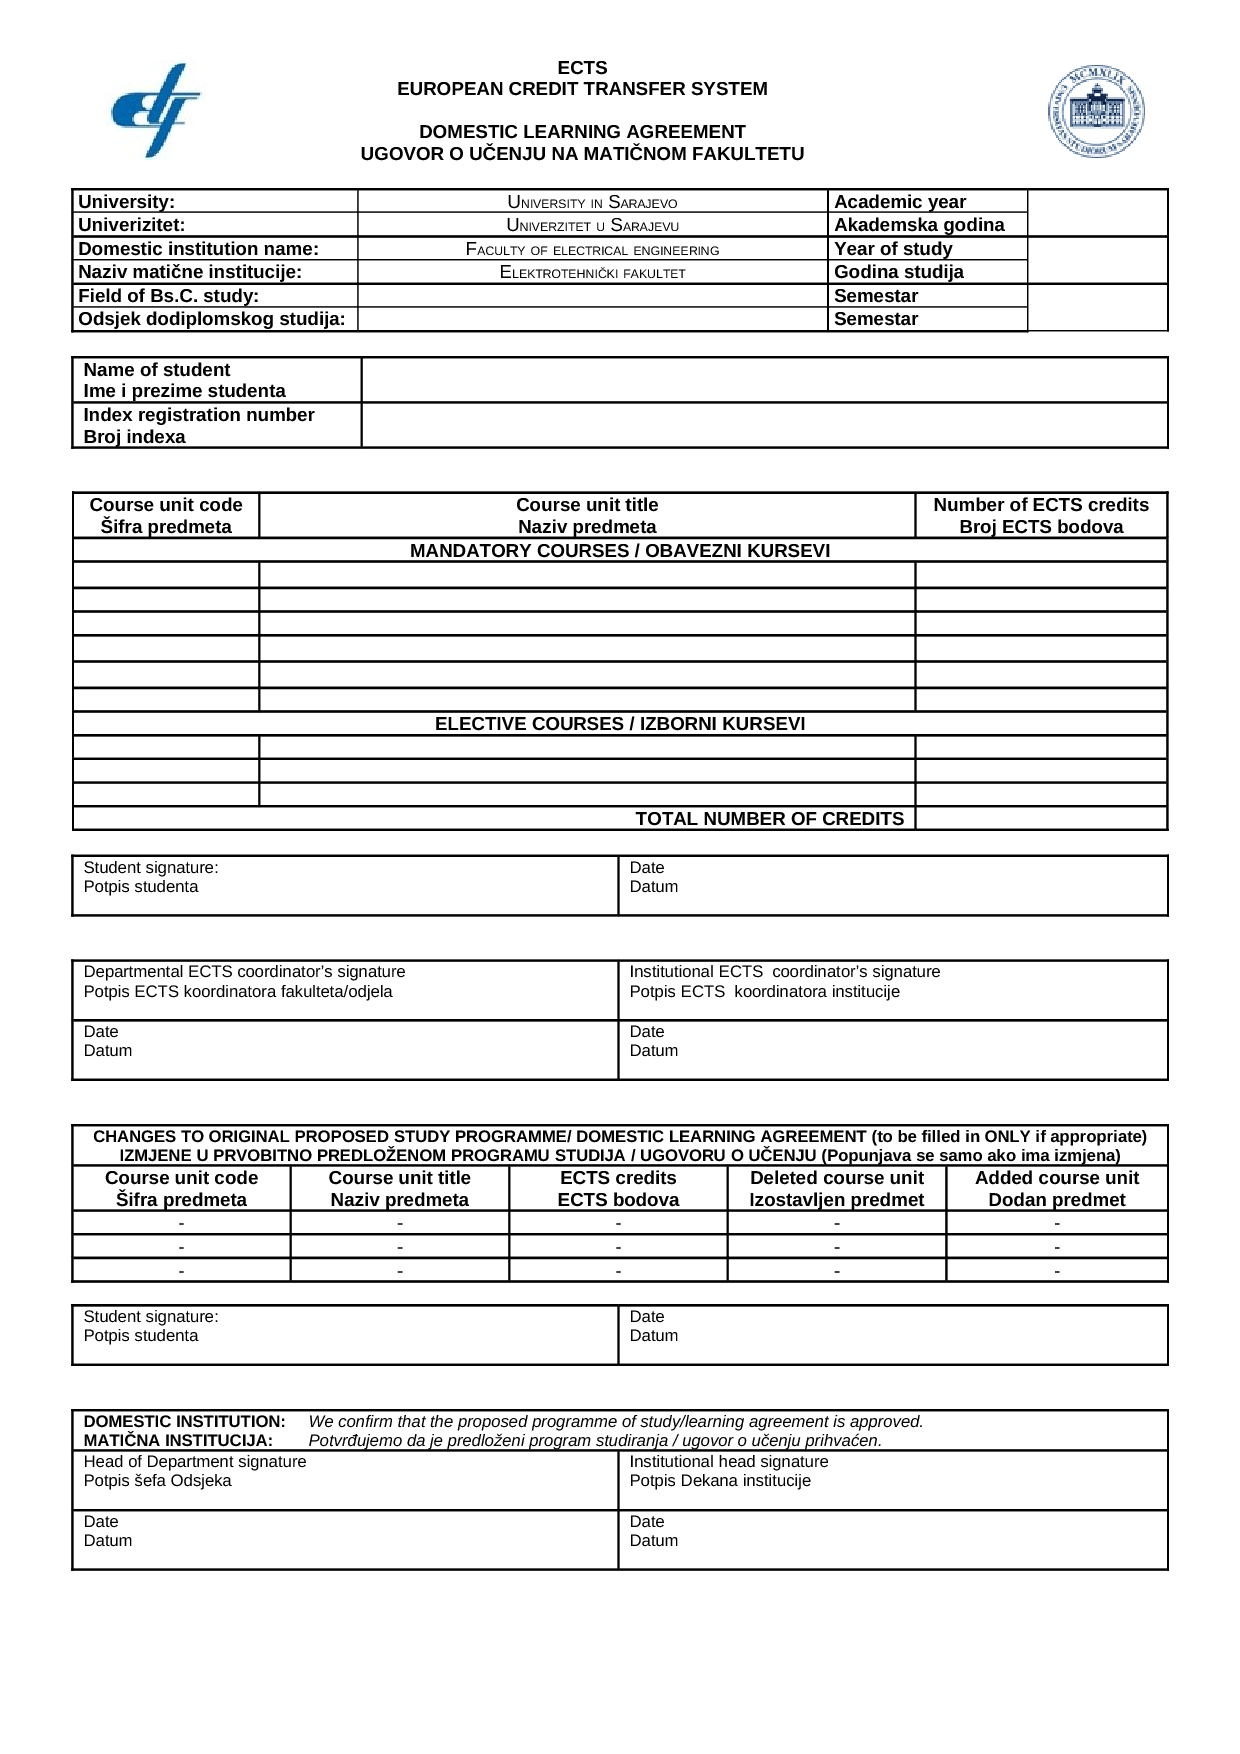 ECTS
EUROPEAN CREDIT TRANSFER SYSTEM
DOMESTIC LEARNING AGREEMENT
UGOVOR O UČENJU NA MATIČNOM FAKULTETU
MCMXLIX
University: University in Sarajevo Academic year
Univerizitet: Univerzitet u Sarajevu Akademska godina
Domestic institution name: Faculty of electrical engineering Year of study
Naziv matične institucije: Elektrotehnički fakultet Godina studija
Field of Bs.C. study: Semestar
Odsjek dodiplomskog studija: Semestar
Name of student
Ime i prezime studenta
Index registration number
Broj indexa
Course unit code Course unit title Number of ECTS credits
Šifra predmeta Naziv predmeta Broj ECTS bodova
MANDATORY COURSES / OBAVEZNI KURSEVI
ELECTIVE COURSES / IZBORNI KURSEVI
TOTAL NUMBER OF CREDITS
Student signature: Date
Potpis studenta Datum
Departmental ECTS coordinator’s signature Institutional ECTS coordinator’s signature
Potpis ECTS koordinatora fakulteta/odjela Potpis ECTS koordinatora institucije
Date Date
Datum Datum
CHANGES TO ORIGINAL PROPOSED STUDY PROGRAMME/ DOMESTIC LEARNING AGREEMENT (to be filled in ONLY if appropriate)
IZMJENE U PRVOBITNO PREDLOŽENOM PROGRAMU STUDIJA / UGOVORU O UČENJU (Popunjava se samo ako ima izmjena)
Course unit code Course unit title ECTS credits Deleted course unit Added course unit
Šifra predmeta Naziv predmeta ECTS bodova Izostavljen predmet Dodan predmet
- - - - -
- - - - -
- - - - -
Student signature: Date
Potpis studenta Datum
DOMESTIC INSTITUTION: We confirm that the proposed programme of study/learning agreement is approved.
MATIČNA INSTITUCIJA: Potvrđujemo da je predloženi program studiranja / ugovor o učenju prihvaćen.
Head of Department signature Institutional head signature
Potpis šefa Odsjeka Potpis Dekana institucije
Date Date
Datum Datum